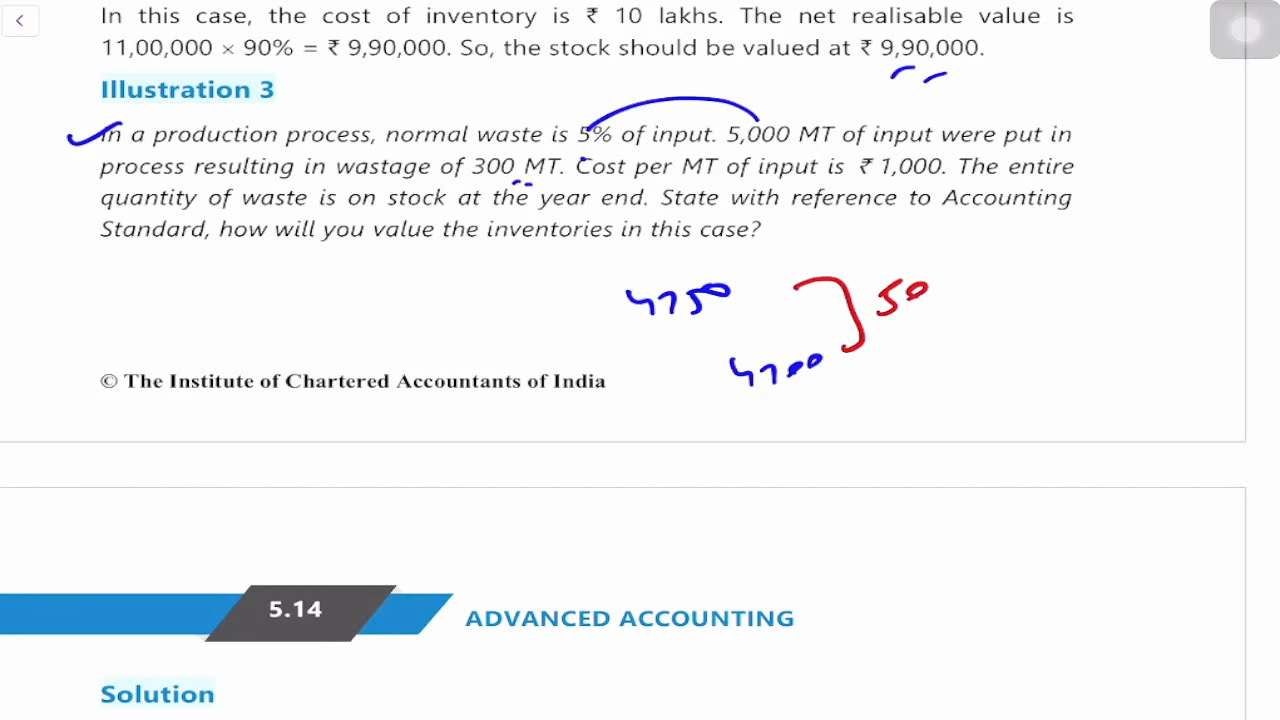 In this case, the cost of inventory is ₹ 10 lakhs. The net realisable value is
11,00,000 × 90% = ₹ 9,90,000. So, the stock should be valued at ₹ 9,90,000.
Illustration 3
In a production process, normal waste is 5% of input. 5,000 MT of input were put in
process resulting in wastage of 300 MT. Cost per MT of input is ₹ 1,000. The entire
quantity of waste is on stock at the year end. State with reference to Accounting
Standard, how will you value the inventories in this case?
4750
50
4700
© The Institute of Chartered Accountants of India
5.14
ADVANCED ACCOUNTING
Solution